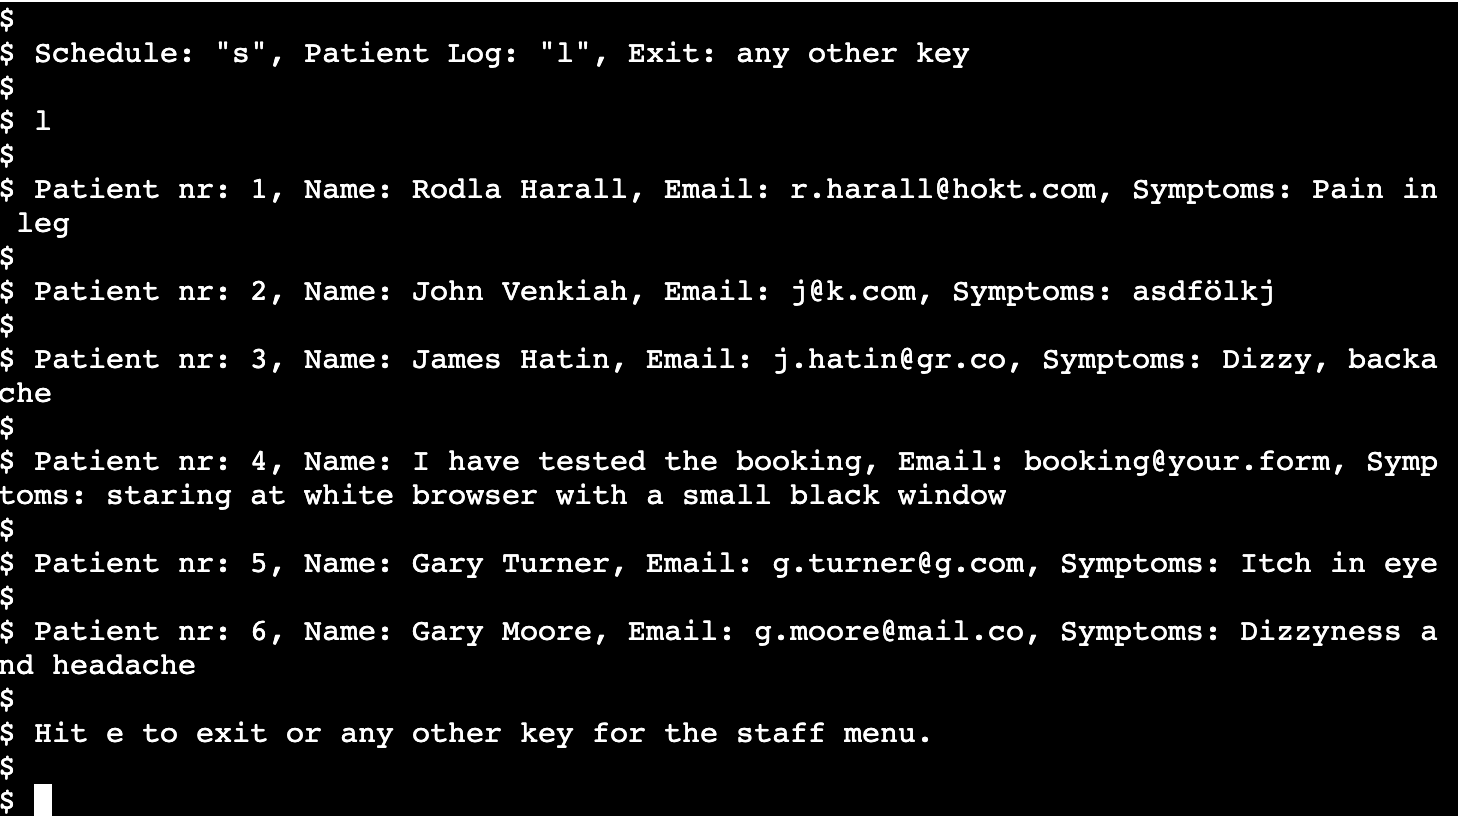 $
$ Schedule: "s", Patient Log: "l", Exit: any other key
$
$ l
$
$ Patient nr: 1, Name: Rodla Harall, Email: r.harall@hokt.com, Symptoms: Pain in
 leg
$
$ Patient nr: 2, Name: John Venkiah, Email: j@k.com, Symptoms: asdfölkj
$
$ Patient nr: 3, Name: James Hatin, Email: j.hatin@gr.co, Symptoms: Dizzy, backa
che
$
$ Patient nr: 4, Name: I have tested the booking, Email: booking@your.form, Symp
toms: staring at white browser with a small black window
$
$ Patient nr: 5, Name: Gary Turner, Email: g.turner@g.com, Symptoms: Itch in eye
$
$ Patient nr: 6, Name: Gary Moore, Email: g.moore@mail.co, Symptoms: Dizzyness a
nd headache
$
$ Hit e to exit or any other key for the staff menu.
$
$